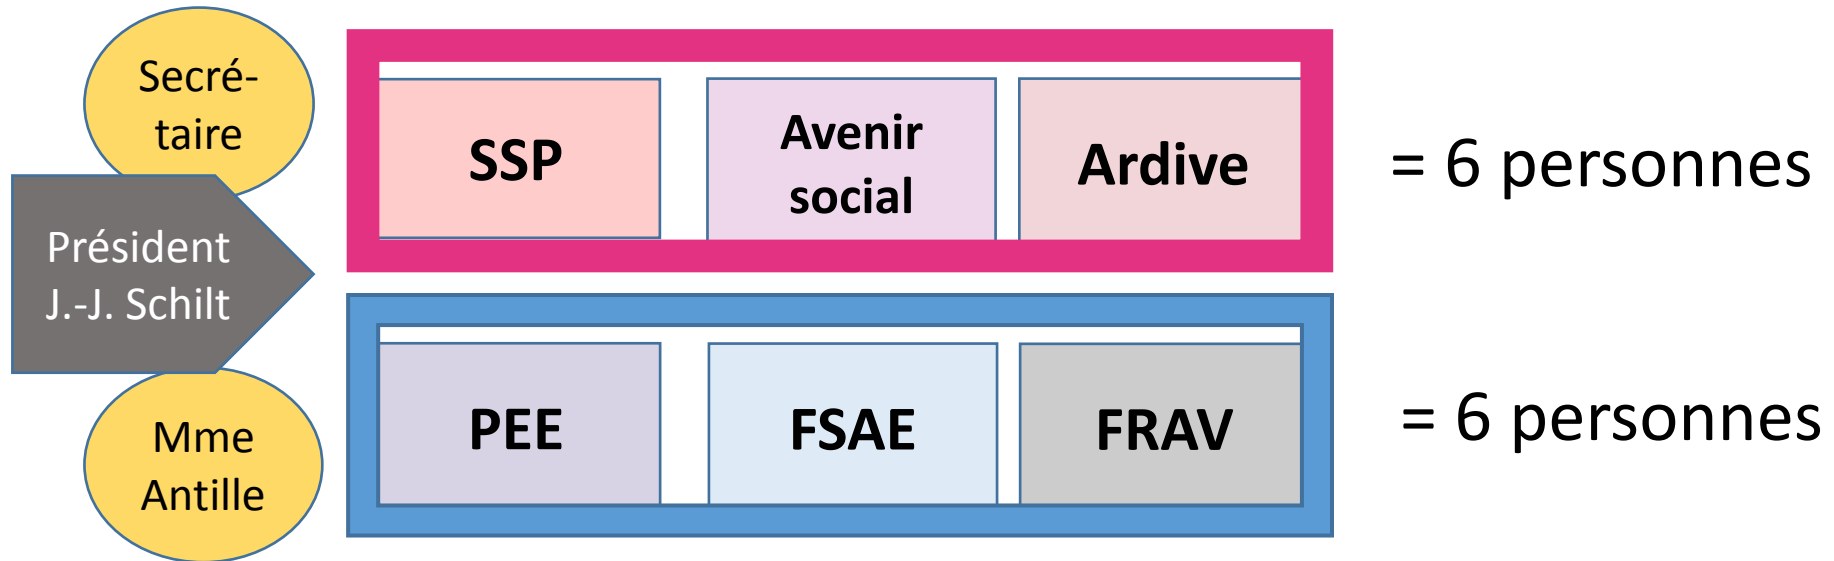 Secré-
taire
Président
J.-J. Schilt
Mme
Antille
SSP
Avenir
social
Ardive
= 6 personnes
PEE
FSAE
FRAV
= 6 personnes